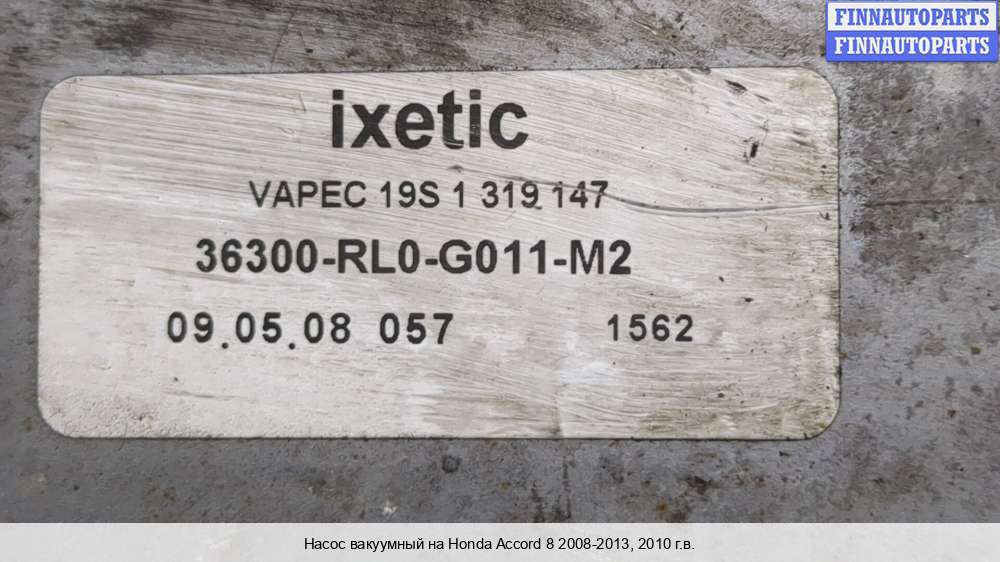 FINNAUTOPARTS
FINNAUTOPARTS
ixetic
VAPEC 19S 1 319 147
36300-RL0-G011-M2
09.05.08 057 1562
Насос вакуумный на Honda Accord 8 2008-2013, 2010 г.в.